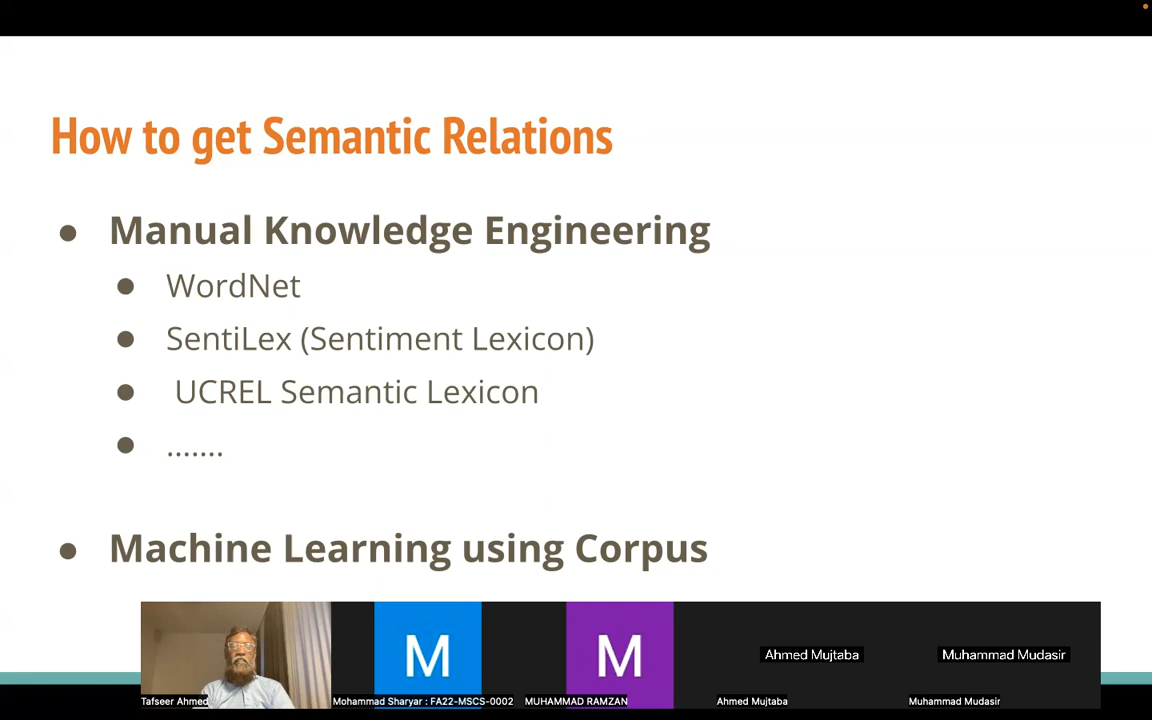 How to get Semantic Relations
● Manual Knowledge Engineering
● WordNet
● SentiLex (Sentiment Lexicon)
● UCREL Semantic Lexicon
● .......
● Machine Learning using Corpus
M
M
Ahmed Mujtaba
Muhammad Mudasir
Tafseer Ahmed
Mohammad Sharyar : FA22-MSCS-0002
MUHAMMAD RAMZAN
Ahmed Mujtaba
Muhammad Mudasir